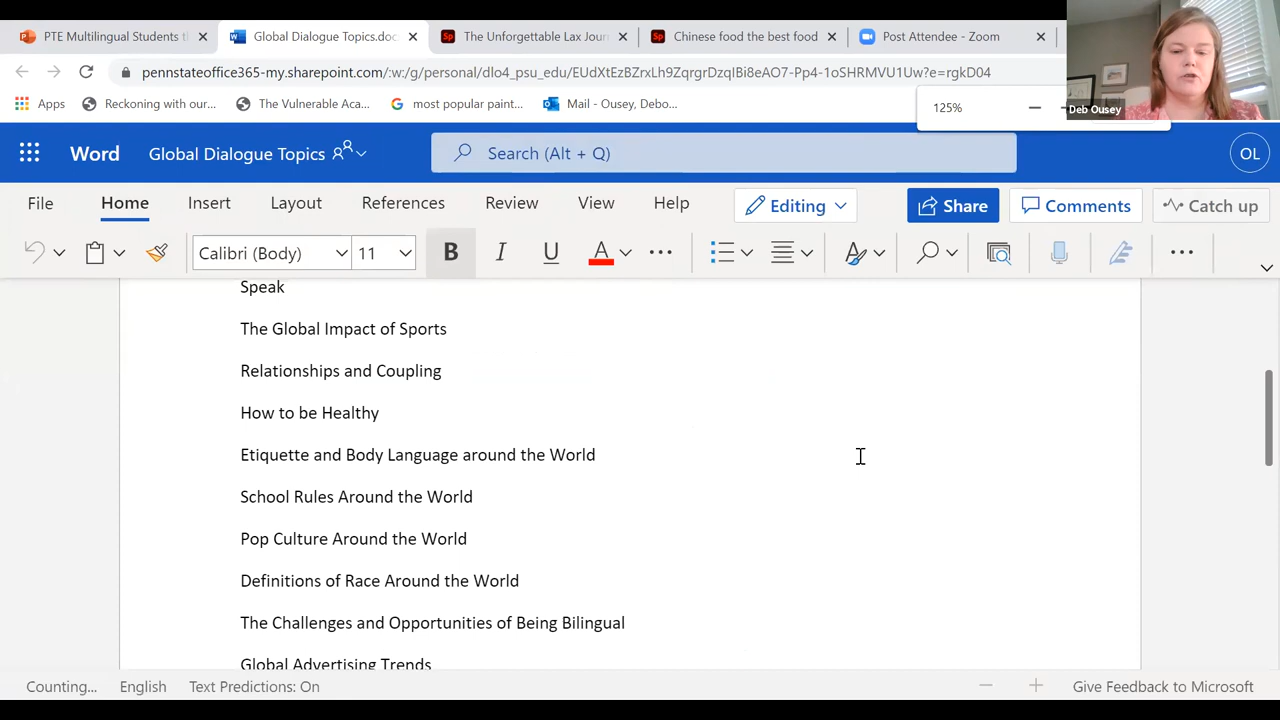 PTE Multilingual Students t
Global Dialogue Topics.doc
The Unforgettable Lax Jour
Chinese food the best food
Post Attendee - Zoom
pennstateoffice365-my.sharepoint.com/:w:/g/personal/dlo4_psu_edu/EUdXtEzBZrxLh9ZqrgrDzqIBi8eAO7-Pp4-1oSHRMVU1Uw?e=rgkD04
Apps
Reckoning with our...
The Vulnerable Aca...
most popular paint...
Mail - Ousey, Debo...
125%
Deb Ousey
Word
Global Dialogue Topics
Search (Alt + Q)
OL
File
Home
Insert
Layout
References
Review
View
Help
Editing
Share
Comments
Catch up
Calibri (Body)
11
B
I
U
A
Speak
The Global Impact of Sports
Relationships and Coupling
How to be Healthy
Etiquette and Body Language around the World
School Rules Around the World
Pop Culture Around the World
Definitions of Race Around the World
The Challenges and Opportunities of Being Bilingual
Global Advertising Trends
Counting...
English
Text Predictions: On
Give Feedback to Microsoft